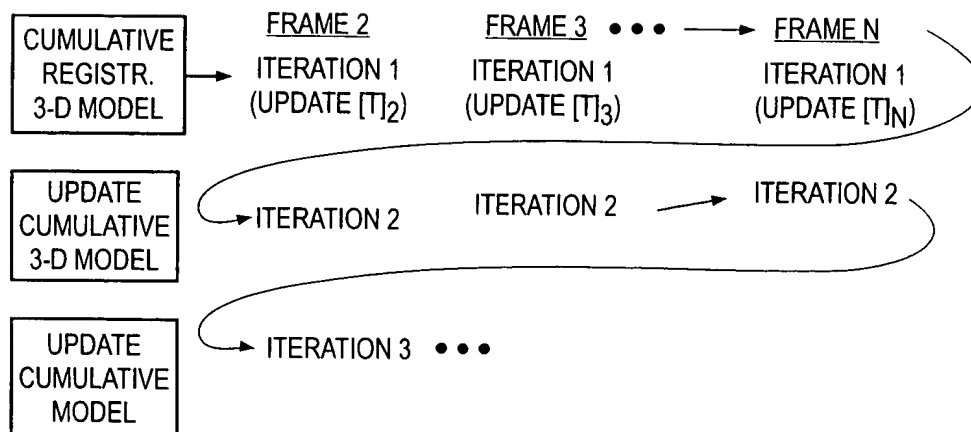 CUMULATIVE
REGISTR.
3-D MODEL
FRAME 2
ITERATION 1
(UPDATE [T]2)
FRAME 3 •••
ITERATION 1
(UPDATE [T]3)
FRAME N
ITERATION 1
(UPDATE [T]N)
UPDATE
CUMULATIVE
3-D MODEL
ITERATION 2
ITERATION 2
ITERATION 2
UPDATE
CUMULATIVE
MODEL
ITERATION 3 •••